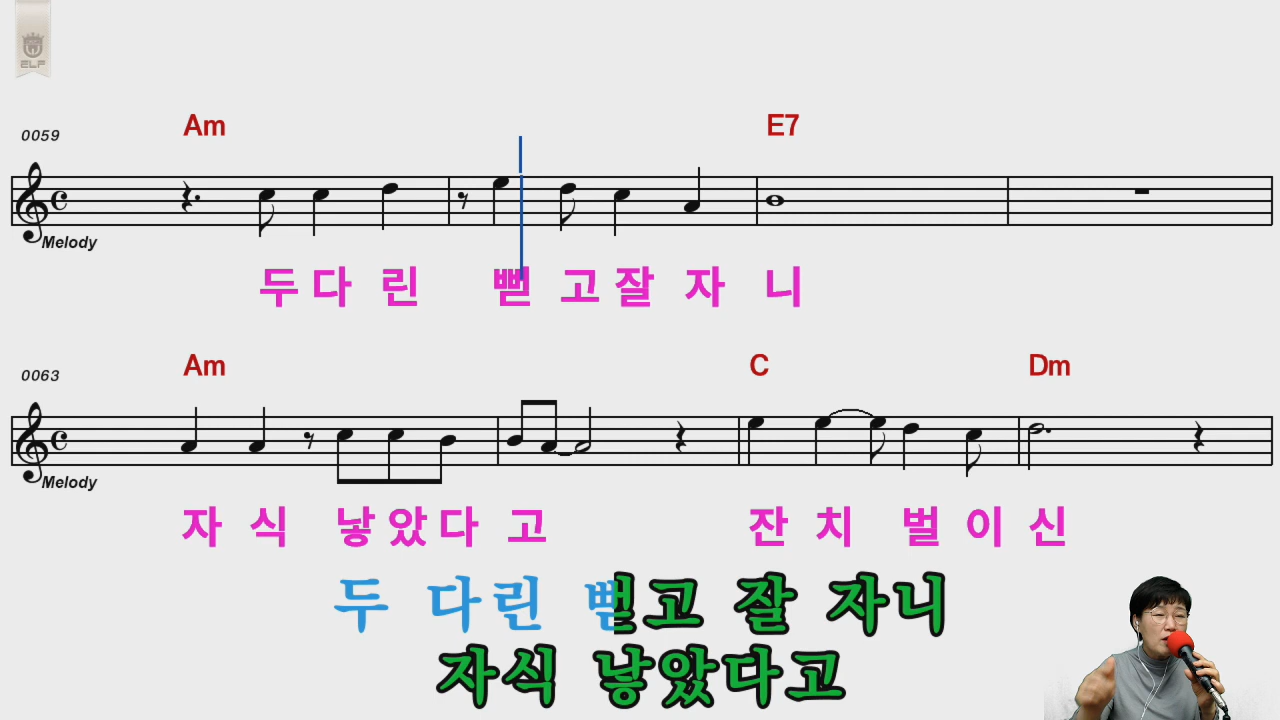 ELF
Am E7
0059
Melody
두 다 린 뻗 고 잘 자 니
Am C Dm
0063
Melody
자 식 낳 았 다 고 잔 치 벌 이 신
두 다린 뻗고 잘 자니
자식 낳았다고